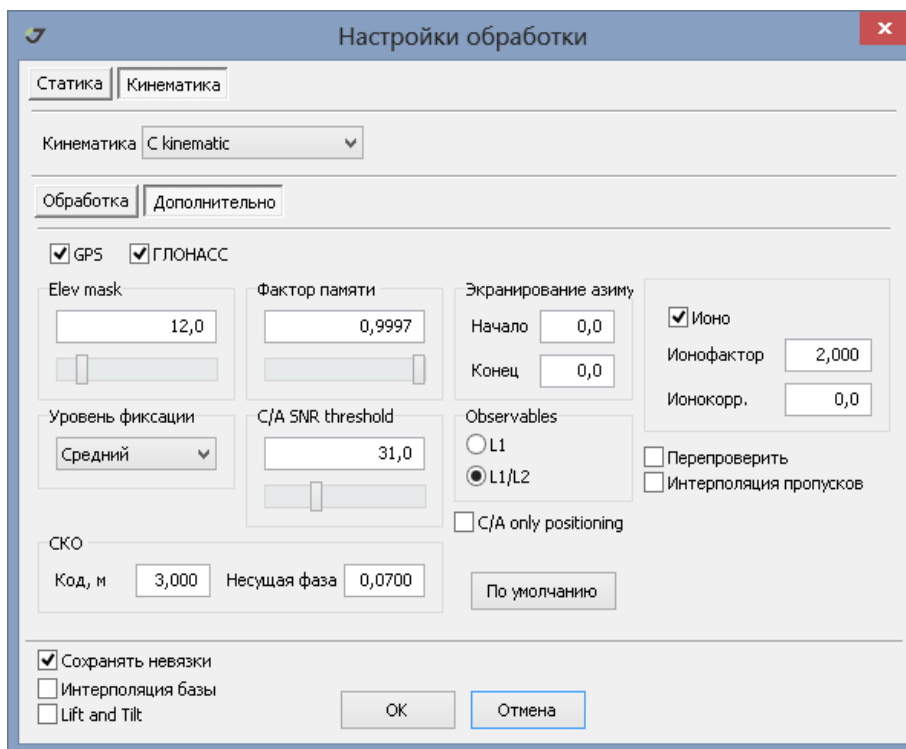 Настройки обработки
Статика Кинематика
Кинематика C kinematic
Обработка Дополнительно
GPS ГЛОНАСС
Elev mask Фактор памяти Экранирование азиму
12,0 0,9997 Начало 0,0 Ионо
Ионофактор 2,000
Конец 0,0 Ионокорр. 0,0
Уровень фиксации C/A SNR threshold Observables
Средний 31,0 L1
L1/L2
Перепроверить
Интерполяция пропусков
C/A only positioning
СКО
Код, м 3,000 Несущая фаза 0,0700 По умолчанию
Сохранять невязки
Интерполяция базы
Lift and Tilt OK Отмена